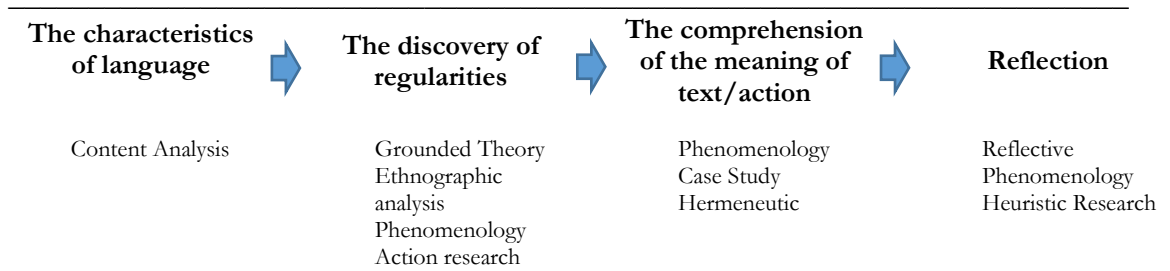 The characteristics
of language
Content Analysis
The discovery of
regularities
Grounded Theory
Ethnographic
analysis
Phenomenology
Action research
The comprehension
of the meaning of
text/action
Phenomenology
Case Study
Hermeneutic
Reflection
Reflective
Phenomenology
Heuristic Research